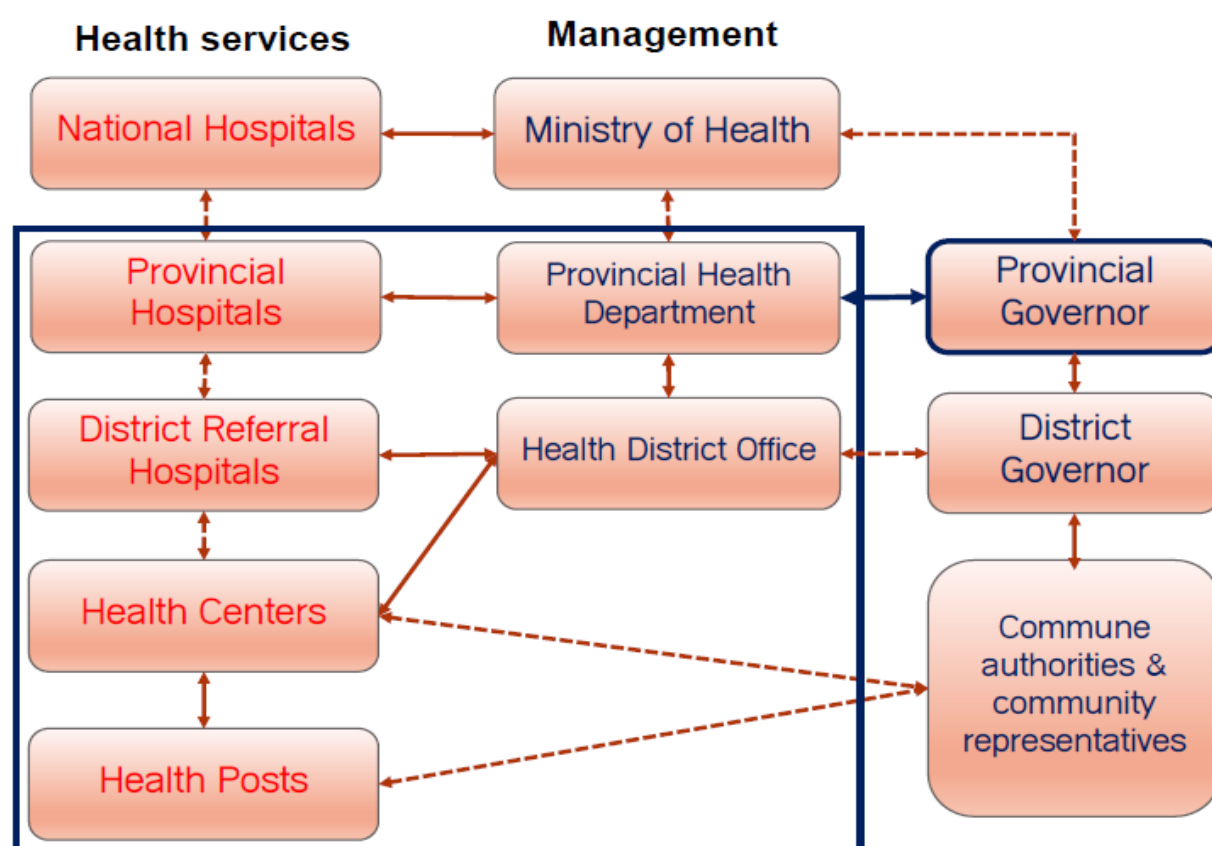 Health services
Management
National Hospitals
Ministry of Health
Provincial
Hospitals
Provincial Health
Department
Provincial
Governor
District Referral
Hospitals
Health District Office
District
Governor
Health Centers
Commune
authorities &
community
representatives
Health Posts